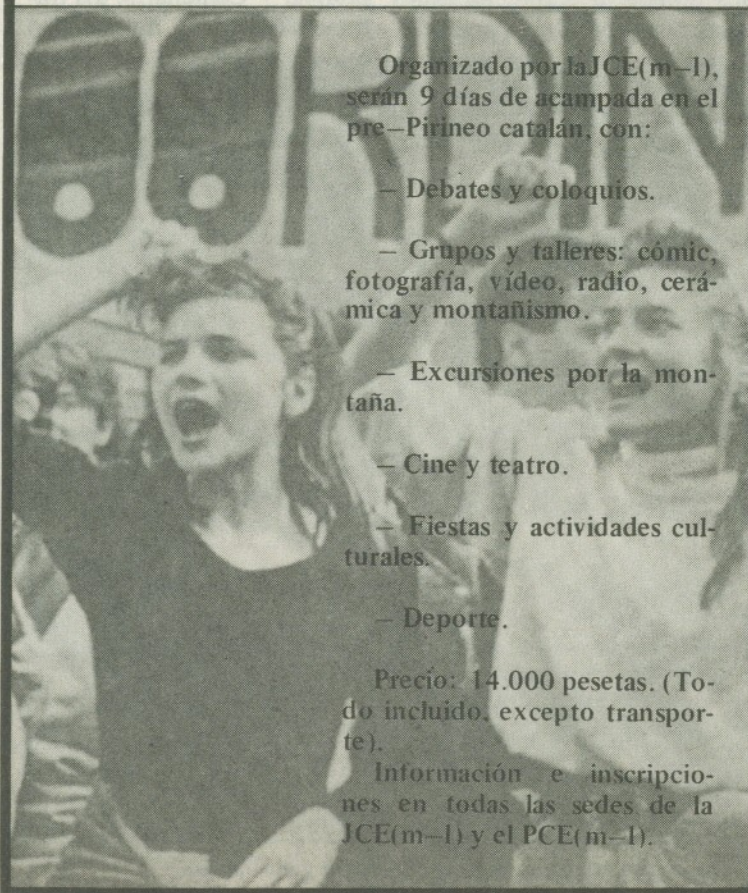 Organizado por la JCE(m—l),
serán 9 días de acampada en el
pre—Pirineo catalán, con:
— Debates y coloquios.
— Grupos y talleres: cómic,
fotografía, vídeo, radio, cerá-
mica y montañismo.
— Excursiones por la mon-
taña.
— Cine y teatro.
— Fiestas y actividades cul-
turales.
— Deporte.
Precio: 14.000 pesetas. (To-
do incluido, excepto transpor-
te).
Información e inscripcio-
nes en todas las sedes de la
JCE(m—l) y el PCE(m—l).